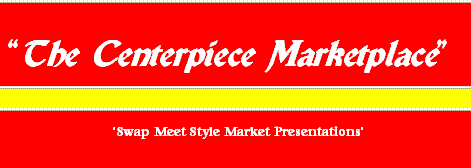 “The Centerpiece Marketplace”
'Swap Meet Style Market Presentations'